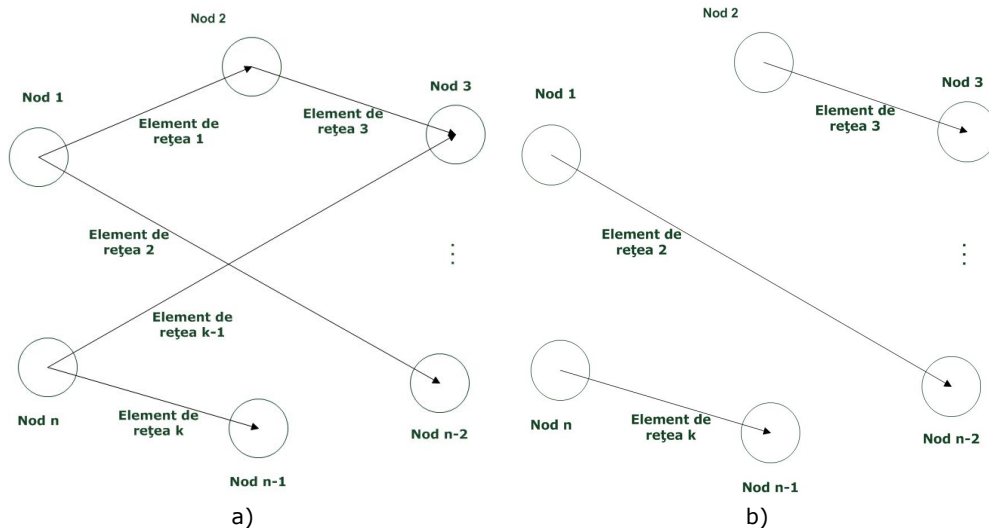 Nod 2
Nod 1
Nod 3
Element de
rețea 1
Element de
rețea 3
Element de
rețea 2
⋮
Element de
rețea k-1
Nod n
Element de
rețea k
Nod n-2
Nod n-1
a)
Nod 2
Nod 1
Nod 3
Element de
rețea 3
Element de
rețea 2
⋮
Nod n
Element de
rețea k
Nod n-2
Nod n-1
b)